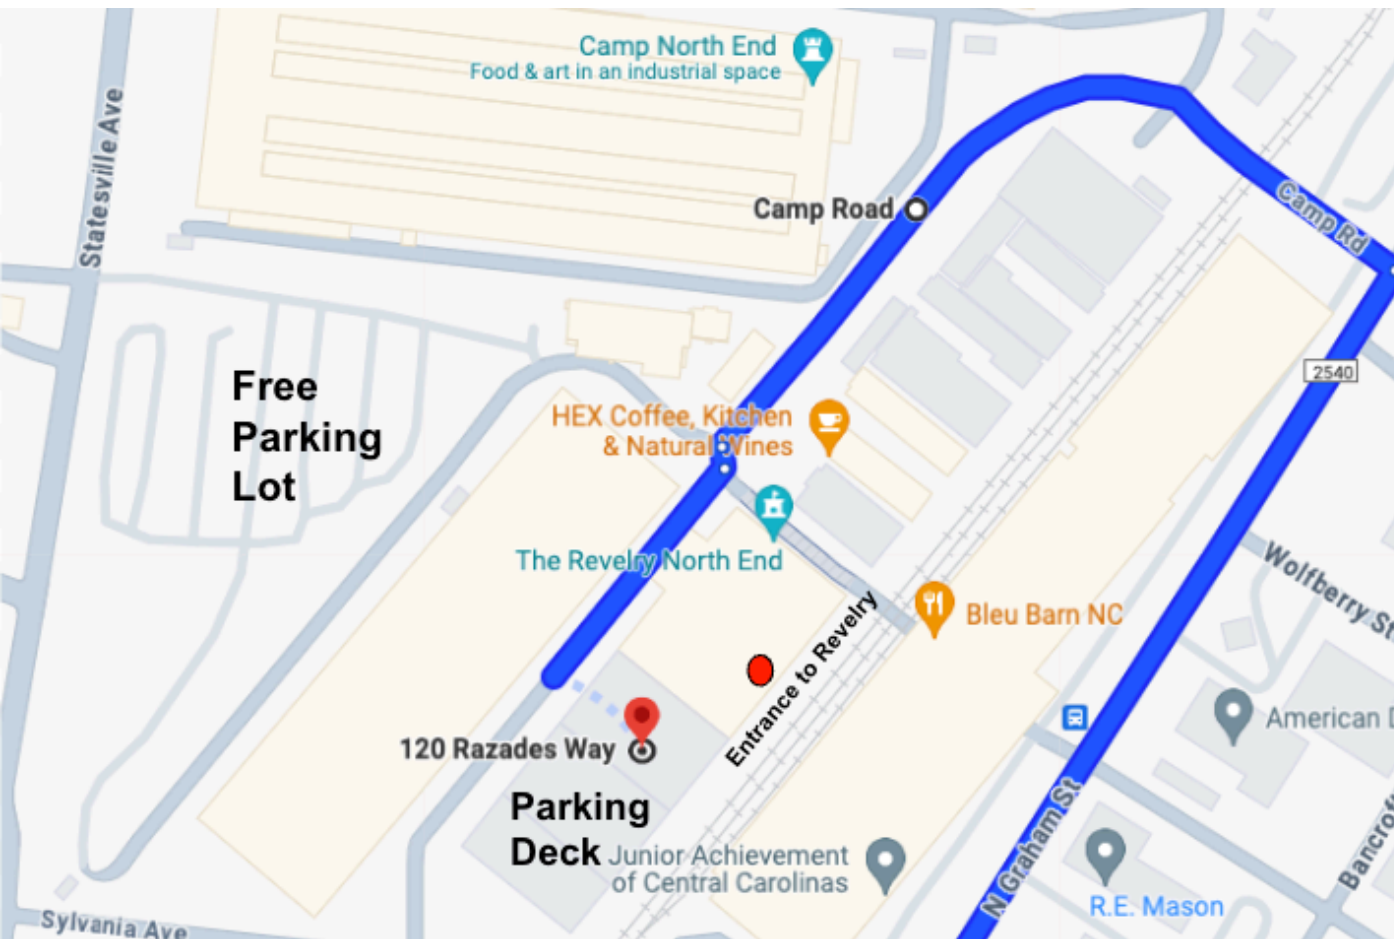 Camp North End
Food & art in an industrial space
Statesville Ave
Camp Road
Camp Rd
2540
Free
Parking
Lot
HEX Coffee, Kitchen
& Natural Wines
The Revelry North End
Wolfberry St
Bleu Barn NC
Entrance to Revelry
120 Razades Way
American
Parking
Deck
Junior Achievement
of Central Carolinas
N Graham St
R.E. Mason
Bancrof
Sylvania Ave